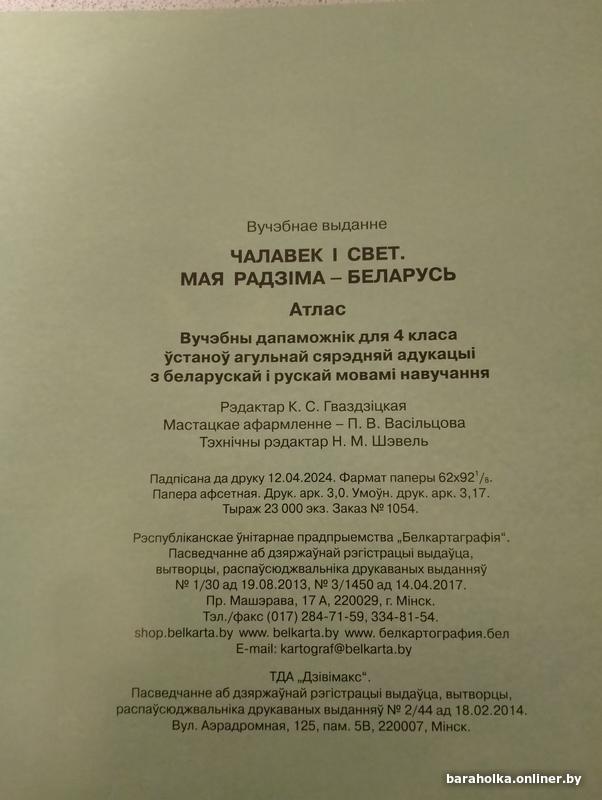 Вучэбнае выданне
ЧАЛАВЕК І СВЕТ.
МАЯ РАДЗІМА – БЕЛАРУСЬ
Атлас
Вучэбны дапаможнік для 4 класа
ўстаноў агульнай сярэдняй адукацыі
з беларускай і рускай мовамі навучання
Рэдактар К. С. Гваздзіцкая
Мастацкае афармленне – П. В. Васільцова
Тэхнічны рэдактар Н. М. Шэвель
Падпісана да друку 12.04.2024. Фармат паперы 62х92¹/₈.
Папера афсетная. Друк. арк. 3,0. Умоўн. друк. арк. 3,17.
Тыраж 23 000 экз. Заказ № 1054.
Рэспубліканскае ўнітарнае прадпрыемства „Белкартаграфія“.
Пасведчанне аб дзяржаўнай рэгістрацыі выдаўца,
вытворцы, распаўсюджвальніка друкаваных выданняў
№ 1/30 ад 19.08.2013, № 3/1450 ад 14.04.2017.
Пр. Машэрава, 17 А, 220029, г. Мінск.
Тэл./факс (017) 284-71-59, 334-81-54.
shop.belkarta.by www. belkarta.by www. белкартография.бел
E-mail: kartograf@belkarta.by
ТДА „Дзівімакс“.
Пасведчанне аб дзяржаўнай рэгістрацыі выдаўца, вытворцы,
распаўсюджвальніка друкаваных выданняў № 2/44 ад 18.02.2014.
Вул. Аэрадромная, 125, пам. 5В, 220007, Мінск.
baraholka.onliner.by